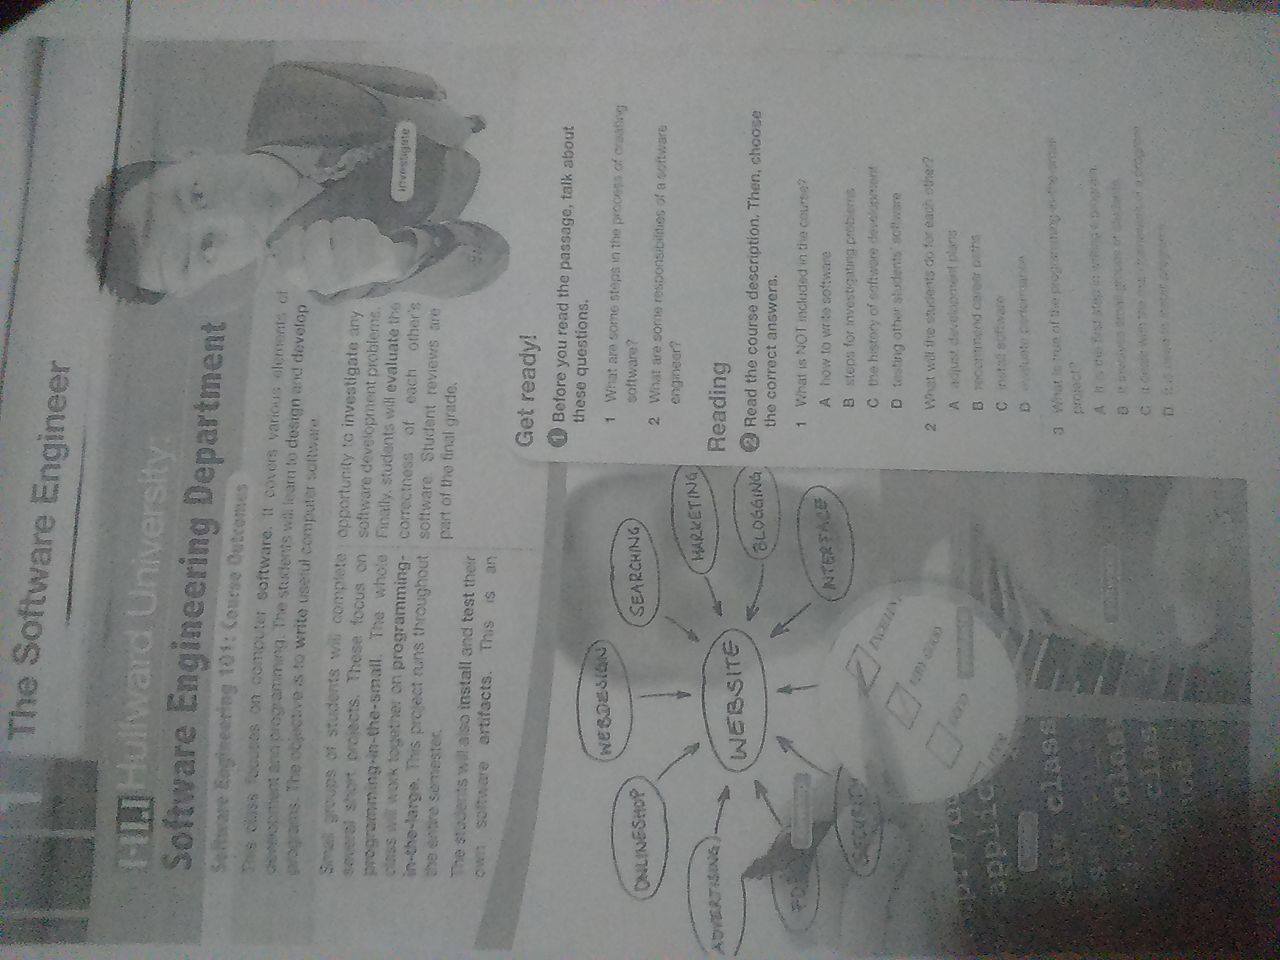 1
The Software Engineer
HU Hulward University:
Software Engineering Department
Software Engineering 101: Course Outcomes
This class focuses on computer software. It covers various elements of
development and programming. The students will learn to design and develop
programs. The objective is to write useful computer software.
Small groups of students will complete
several short projects. These focus on
programming-in-the-small. The whole
class will work together on programming-
in-the-large. This project runs throughout
the entire semester.
The students will also install and test their
own software artifacts. This is an
opportunity to investigate any
software development problems.
Finally, students will evaluate the
correctness of each other's
software. Student reviews are
part of the final grade.
investigate
Get ready!
1 Before you read the passage, talk about
these questions.
1 What are some steps in the process of creating
software?
2 What are some responsibilities of a software
engineer?
Reading
2 Read the course description. Then, choose
the correct answers.
1 What is NOT included in the course?
A how to write software
B steps for investigating problems
C the history of software development
D testing other students' software
2 What will the students do for each other?
A adjust development plans
B recommend career paths
C install software
D evaluate performance
3 What is true of the programming-in-the-small
project?
A It is the first step in writing a program.
B It involves small groups of students.
WEBDESIGN
SEARCHING
MARKETING
BLOGGING
INTERFACE
ONLINESHOP
WEBSITE
ADVERTISING
GOOD
class